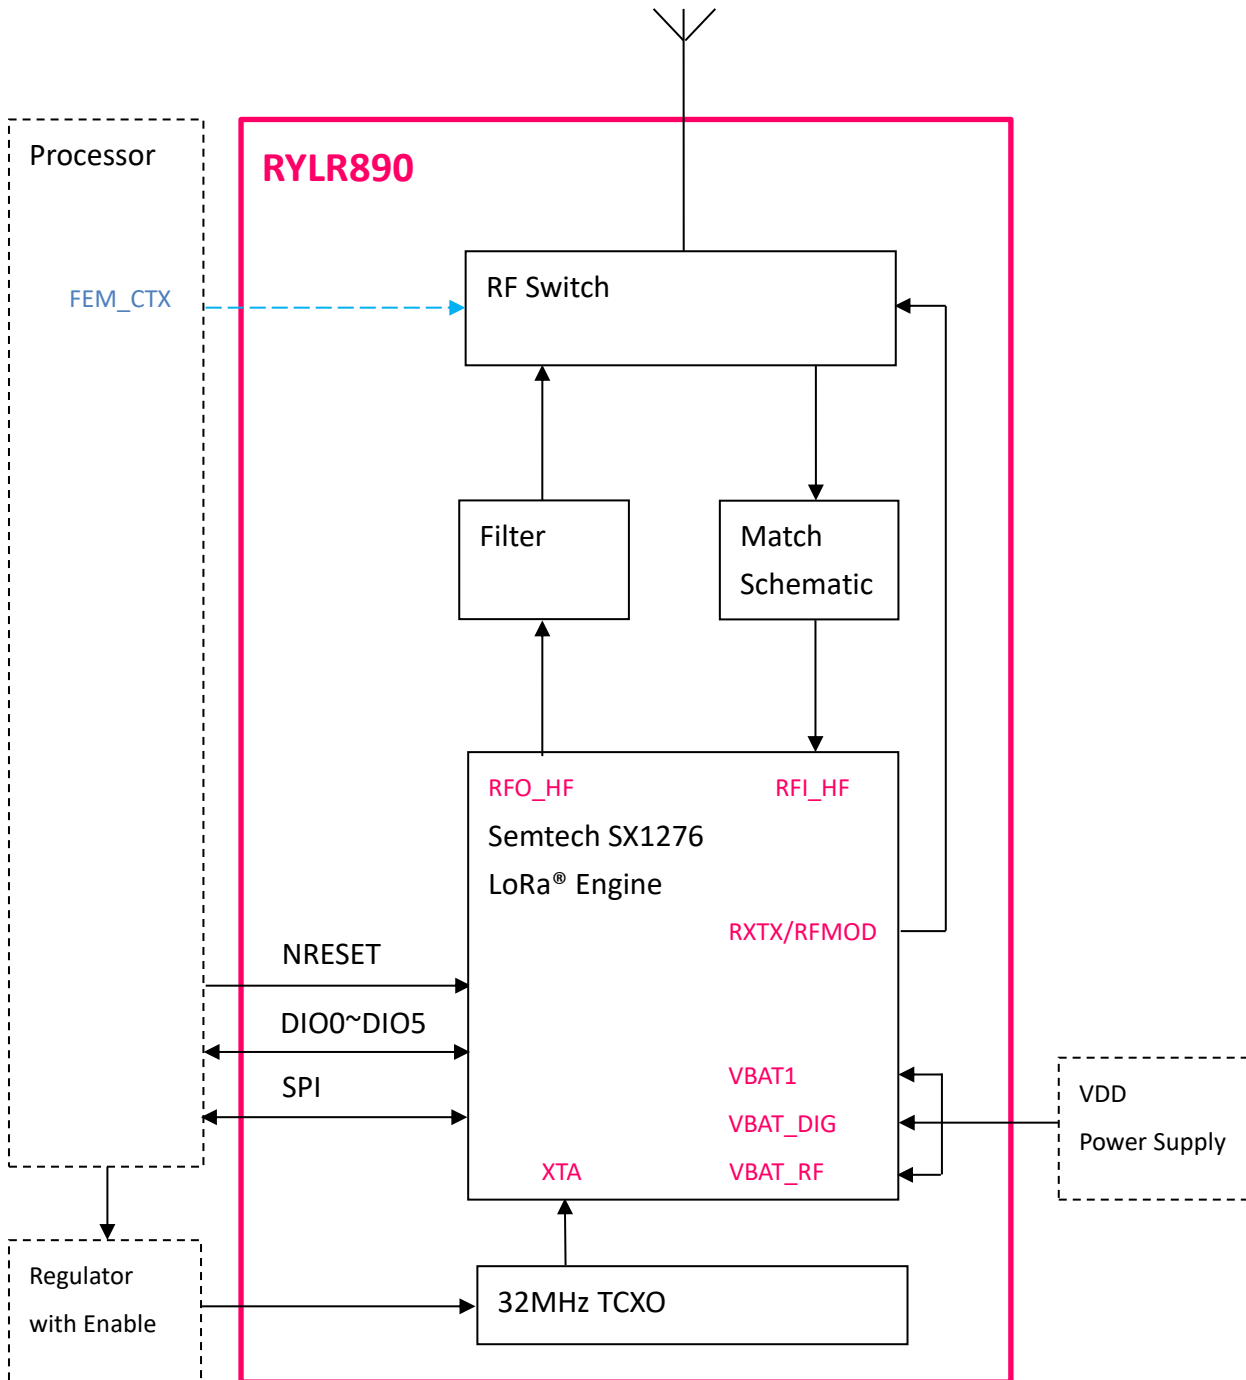 Processor
RYLR890
RF Switch
FEM_CTX
Filter
Match
Schematic
RFO_HF
RFI_HF
Semtech SX1276
LoRa® Engine
RXTX/RFMOD
NRESET
DIO0~DIO5
SPI
VBAT1
VBAT_DIG
VBAT_RF
XTA
VDD
Power Supply
Regulator
with Enable
32MHz TCXO